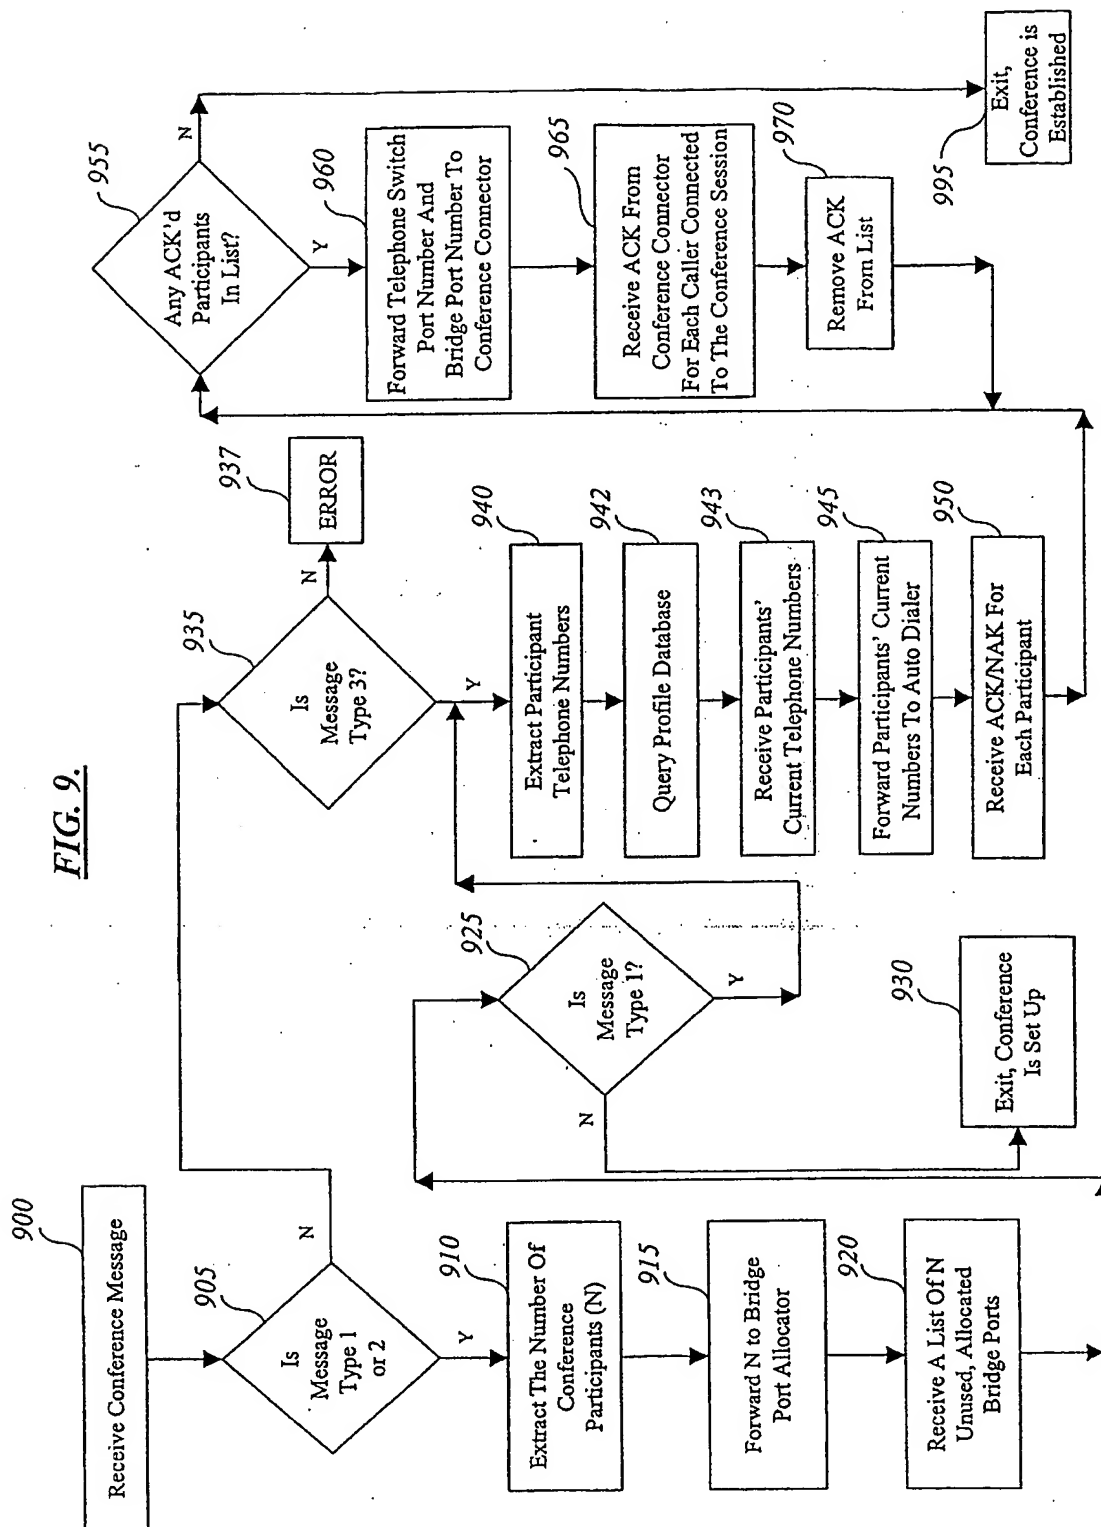 FIG. 9.
900
Receive Conference Message
905
Is
Message
Type 1
or 2
N
Y
910
Extract The Number Of
Conference
Participants (N)
915
Forward N to Bridge
Port Allocator
920
Receive A List Of N
Unused, Allocated
Bridge Ports
925
Is
Message
Type 1?
N
Y
930
Exit, Conference
Is Set Up
935
Is
Message
Type 3?
N
Y
937
ERROR
940
Extract Participant
Telephone Numbers
942
Query Profile Database
943
Receive Participants'
Current Telephone Numbers
945
Forward Participants' Current
Numbers To Auto Dialer
950
Receive ACK/NAK For
Each Participant
955
Any ACK'd
Participants
In List?
N
Y
960
Forward Telephone Switch
Port Number And
Bridge Port Number To
Conference Connector
965
Receive ACK From
Conference Connector
For Each Caller Connected
To The Conference Session
970
Remove ACK
From List
995
Exit,
Conference is
Established